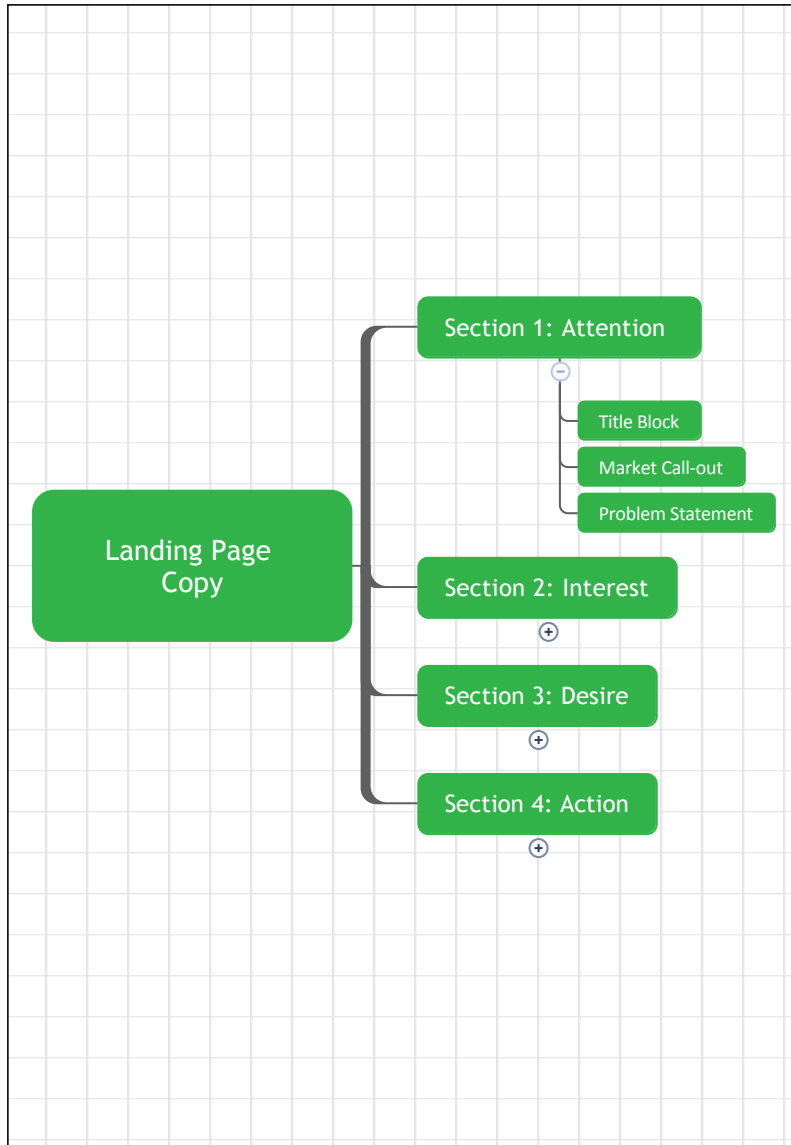 Section 1: Attention
Title Block
Market Call-out
Problem Statement
Landing Page
Copy
Section 2: Interest
Section 3: Desire
Section 4: Action